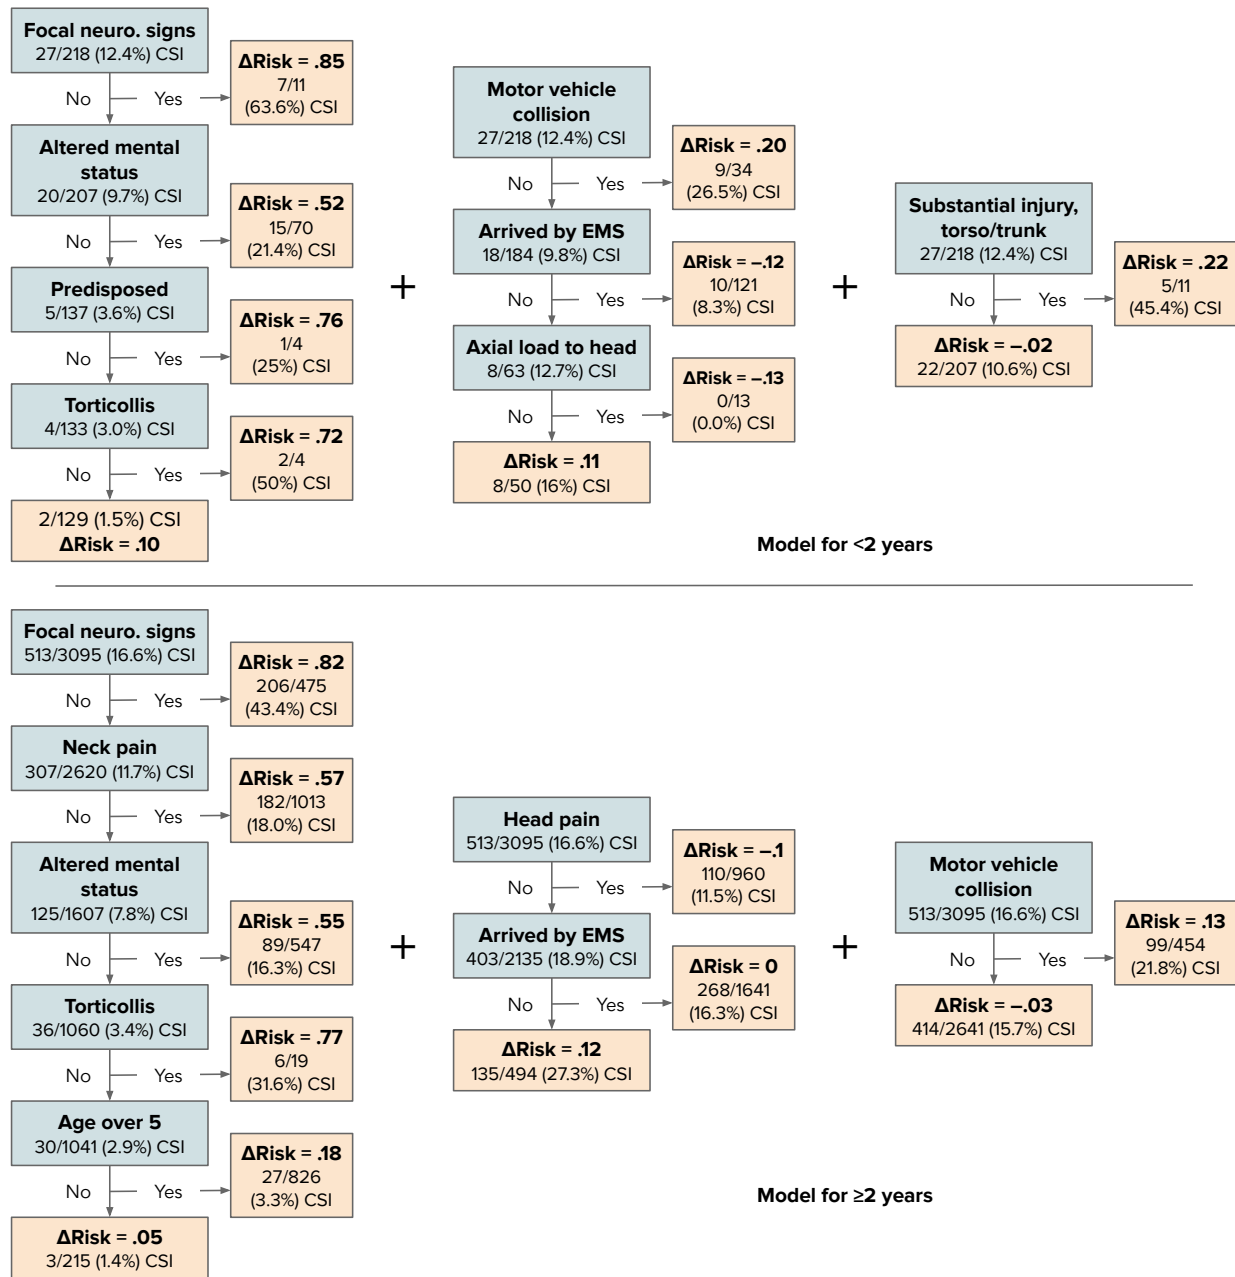 Focal neuro. signs
27/218 (12.4%) CSI
No
Yes
ΔRisk = .85
7/11
(63.6%) CSI
Altered mental
status
20/207 (9.7%) CSI
No
Yes
ΔRisk = .52
15/70
(21.4%) CSI
Predisposed
5/137 (3.6%) CSI
No
Yes
ΔRisk = .76
1/4
(25%) CSI
Torticollis
4/133 (3.0%) CSI
No
Yes
ΔRisk = .72
2/4
(50%) CSI
2/129 (1.5%) CSI
ΔRisk = .10
+
Motor vehicle
collision
27/218 (12.4%) CSI
No
Yes
ΔRisk = .20
9/34
(26.5%) CSI
Arrived by EMS
18/184 (9.8%) CSI
No
Yes
ΔRisk = –.12
10/121
(8.3%) CSI
Axial load to head
8/63 (12.7%) CSI
No
Yes
ΔRisk = –.13
0/13
(0.0%) CSI
ΔRisk = .11
8/50 (16%) CSI
+
Substantial injury,
torso/trunk
27/218 (12.4%) CSI
No
Yes
ΔRisk = .22
5/11
(45.4%) CSI
ΔRisk = –.02
22/207 (10.6%) CSI
Model for <2 years
Focal neuro. signs
513/3095 (16.6%) CSI
No
Yes
ΔRisk = .82
206/475
(43.4%) CSI
Neck pain
307/2620 (11.7%) CSI
No
Yes
ΔRisk = .57
182/1013
(18.0%) CSI
Altered mental
status
125/1607 (7.8%) CSI
No
Yes
ΔRisk = .55
89/547
(16.3%) CSI
Torticollis
36/1060 (3.4%) CSI
No
Yes
ΔRisk = .77
6/19
(31.6%) CSI
Age over 5
30/1041 (2.9%) CSI
No
Yes
ΔRisk = .18
27/826
(3.3%) CSI
ΔRisk = .05
3/215 (1.4%) CSI
+
Head pain
513/3095 (16.6%) CSI
No
Yes
ΔRisk = –.1
110/960
(11.5%) CSI
Arrived by EMS
403/2135 (18.9%) CSI
No
Yes
ΔRisk = 0
268/1641
(16.3%) CSI
ΔRisk = .12
135/494 (27.3%) CSI
+
Motor vehicle
collision
513/3095 (16.6%) CSI
No
Yes
ΔRisk = .13
99/454
(21.8%) CSI
ΔRisk = –.03
414/2641 (15.7%) CSI
Model for ≥2 years